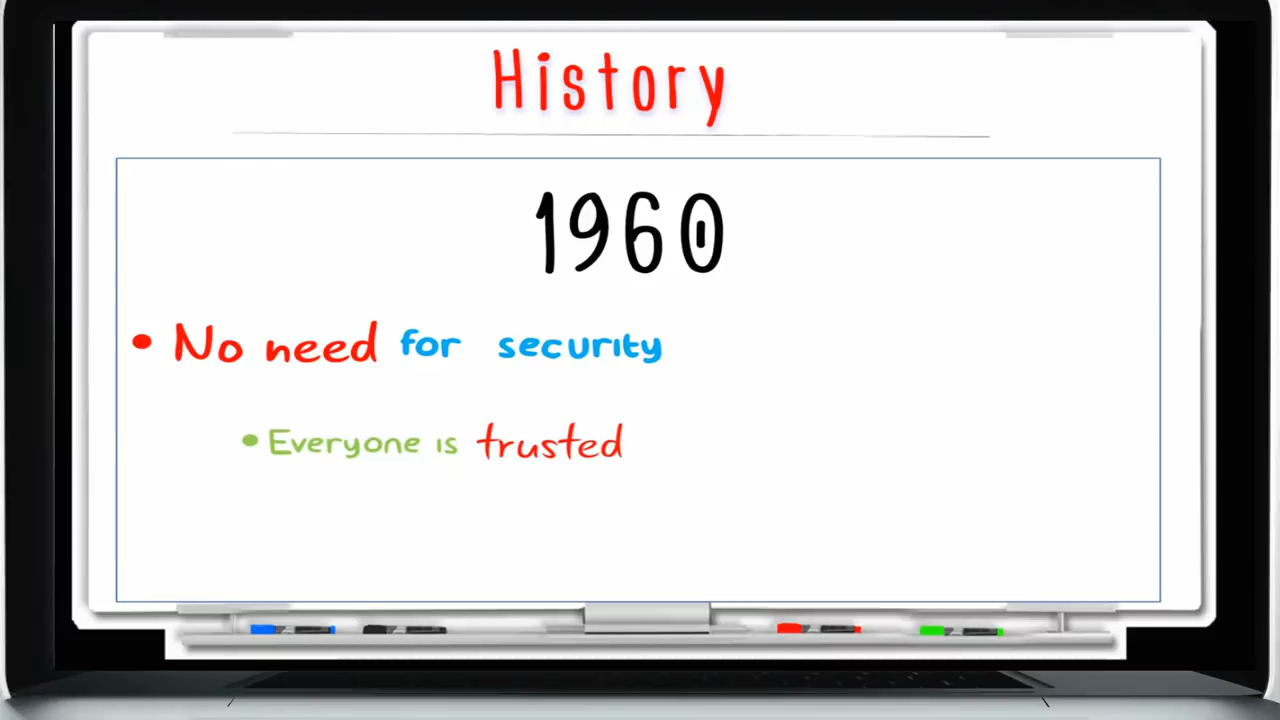 History
1960
• No need for security
• Everyone is trusted